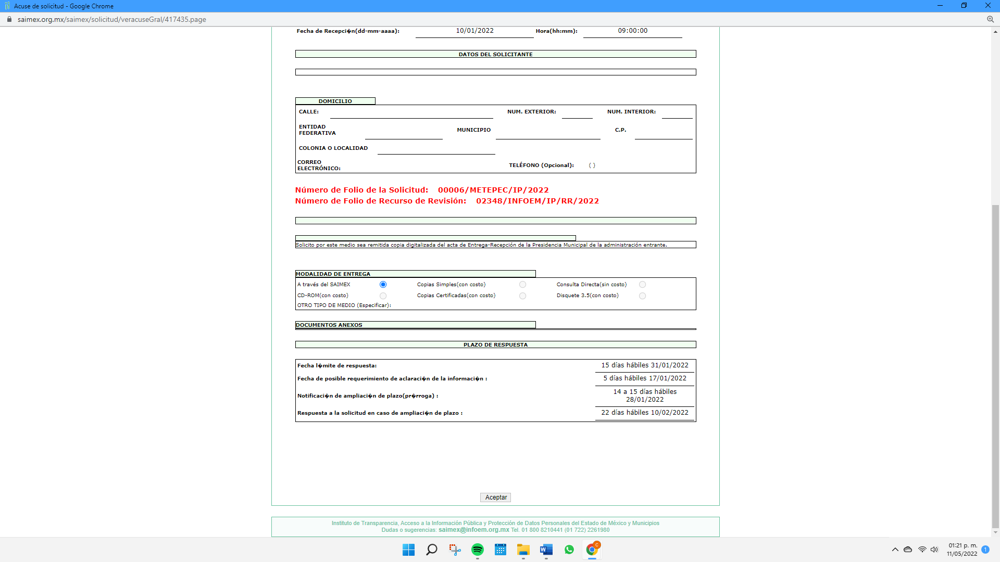 Acuse de solicitud - Google Chrome
saimex.org.mx/saimex/solicitud/veracuseGral/417435.page
Fecha de Recepci�n(dd-mm-aaaa): 10/01/2022 Hora(hh:mm): 09:00:00
DATOS DEL SOLICITANTE
DOMICILIO
CALLE: NUM. EXTERIOR: NUM. INTERIOR:
ENTIDAD
FEDERATIVA MUNICIPIO C.P.
COLONIA O LOCALIDAD
CORREO
ELECTRÓNICO: TELÉFONO (Opcional): ( )
Número de Folio de la Solicitud: 00006/METEPEC/IP/2022
Número de Folio de Recurso de Revisión: 02348/INFOEM/IP/RR/2022
Solicito por este medio sea remitida copia digitalizada del acta de Entrega-Recepción de la Presidencia Municipal de la administración entrante.
MODALIDAD DE ENTREGA
A través del SAIMEX Copias Simples(con costo) Consulta Directa(sin costo)
CD-ROM(con costo) Copias Certificadas(con costo) Disquete 3.5(con costo)
OTRO TIPO DE MEDIO (Especificar):
DOCUMENTOS ANEXOS
PLAZO DE RESPUESTA
Fecha l�mite de respuesta: 15 días hábiles 31/01/2022
Fecha de posible requerimiento de aclaraci�n de la informaci�n : 5 días hábiles 17/01/2022
Notificaci�n de ampliaci�n de plazo(pr�rroga) : 14 a 15 días hábiles
28/01/2022
Respuesta a la solicitud en caso de ampliaci�n de plazo : 22 días hábiles 10/02/2022
Aceptar
Instituto de Transparencia, Acceso a la Información Pública y Protección de Datos Personales del Estado de México y Municipios
Dudas o sugerencias: saimex@infoem.org.mx Tel. 01 800 8210441 (01 722) 2261980
01:21 p. m.
11/05/2022
1